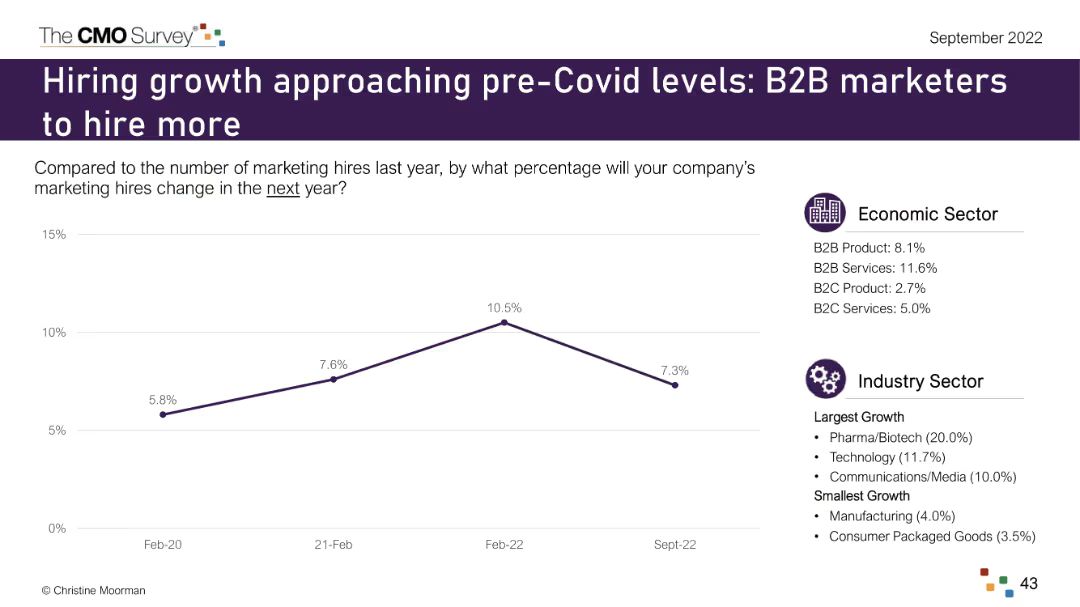 The CMO Survey
September 2022
Hiring growth approaching pre-Covid levels: B2B marketers
to hire more
Compared to the number of marketing hires last year, by what percentage will your company's
marketing hires change in the next year?
15%
10%
5%
0%
5.8%
7.6%
10.5%
7.3%
Feb-20
21-Feb
Feb-22
Sept-22
Economic Sector
B2B Product: 8.1%
B2B Services: 11.6%
B2C Product: 2.7%
B2C Services: 5.0%
Industry Sector
Largest Growth
• Pharma/Biotech (20.0%)
• Technology (11.7%)
• Communications/Media (10.0%)
Smallest Growth
• Manufacturing (4.0%)
• Consumer Packaged Goods (3.5%)
© Christine Moorman
43